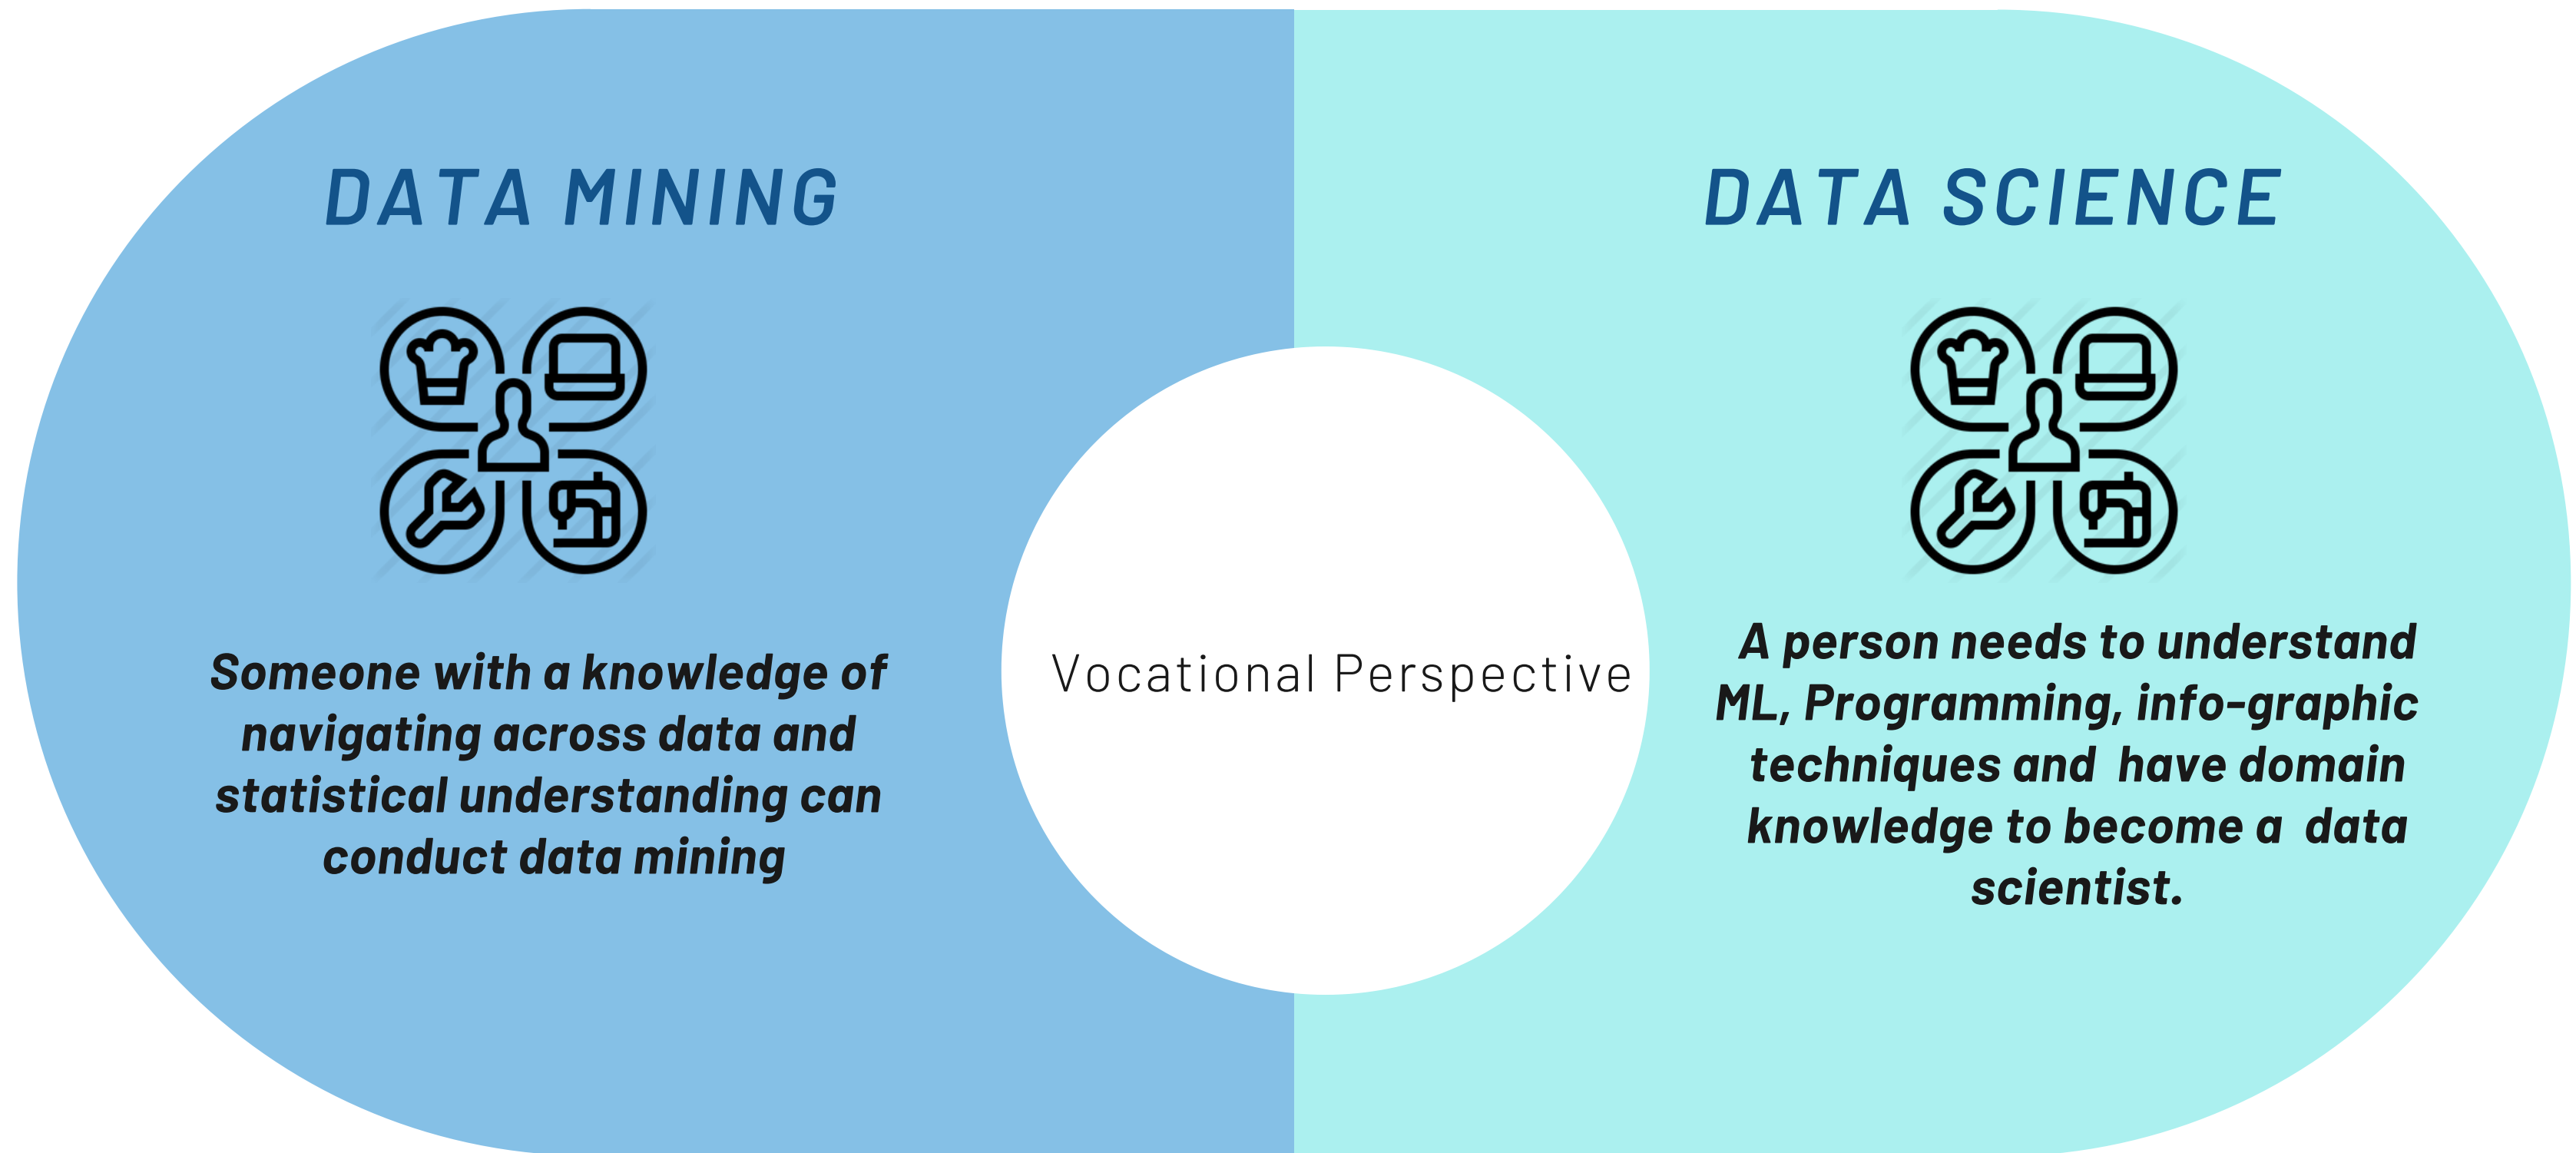 DATA MINING
Someone with a knowledge of
navigating across data and
statistical understanding can
conduct data mining
Vocational Perspective
DATA SCIENCE
A person needs to understand
ML, Programming, info-graphic
techniques and  have domain
knowledge to become a  data
scientist.